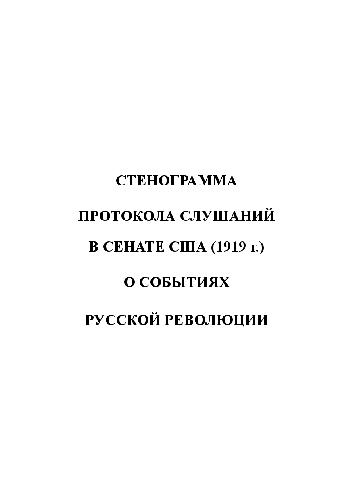 СТЕНОГРАММА
ПРОТОКОЛА СЛУШАНИЙ
В СЕНАТЕ США (1919 г.)
О СОБЫТИЯХ
РУССКОЙ РЕВОЛЮЦИИ